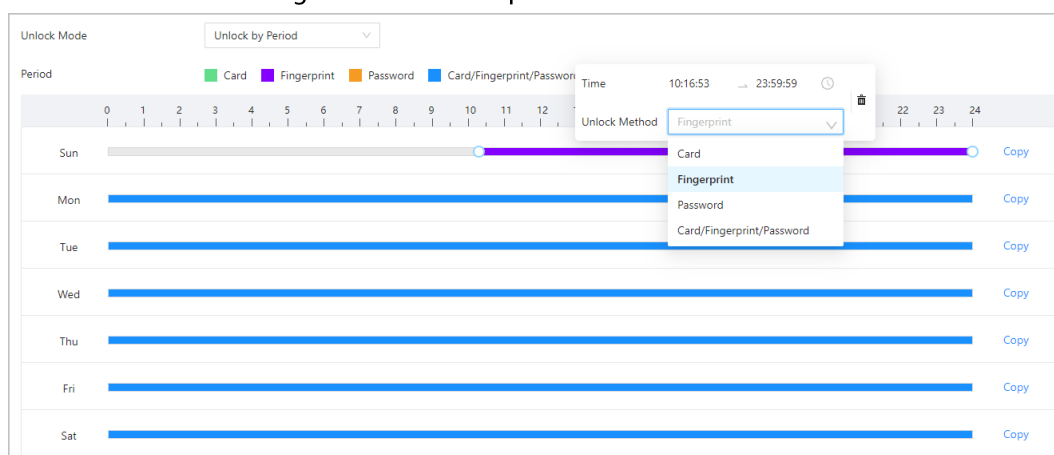 Unlock Mode Unlock by Period
Period Card Fingerprint Password Card/Fingerprint/Password
Time 10:16:53 23:59:59
0 1 2 3 4 5 6 7 8 9 10 11 12 22 23 24
Unlock Method Fingerprint
Sun Copy
Card
Fingerprint
Mon Copy
Password
Card/Fingerprint/Password
Tue Copy
Wed Copy
Thu Copy
Fri Copy
Sat Copy